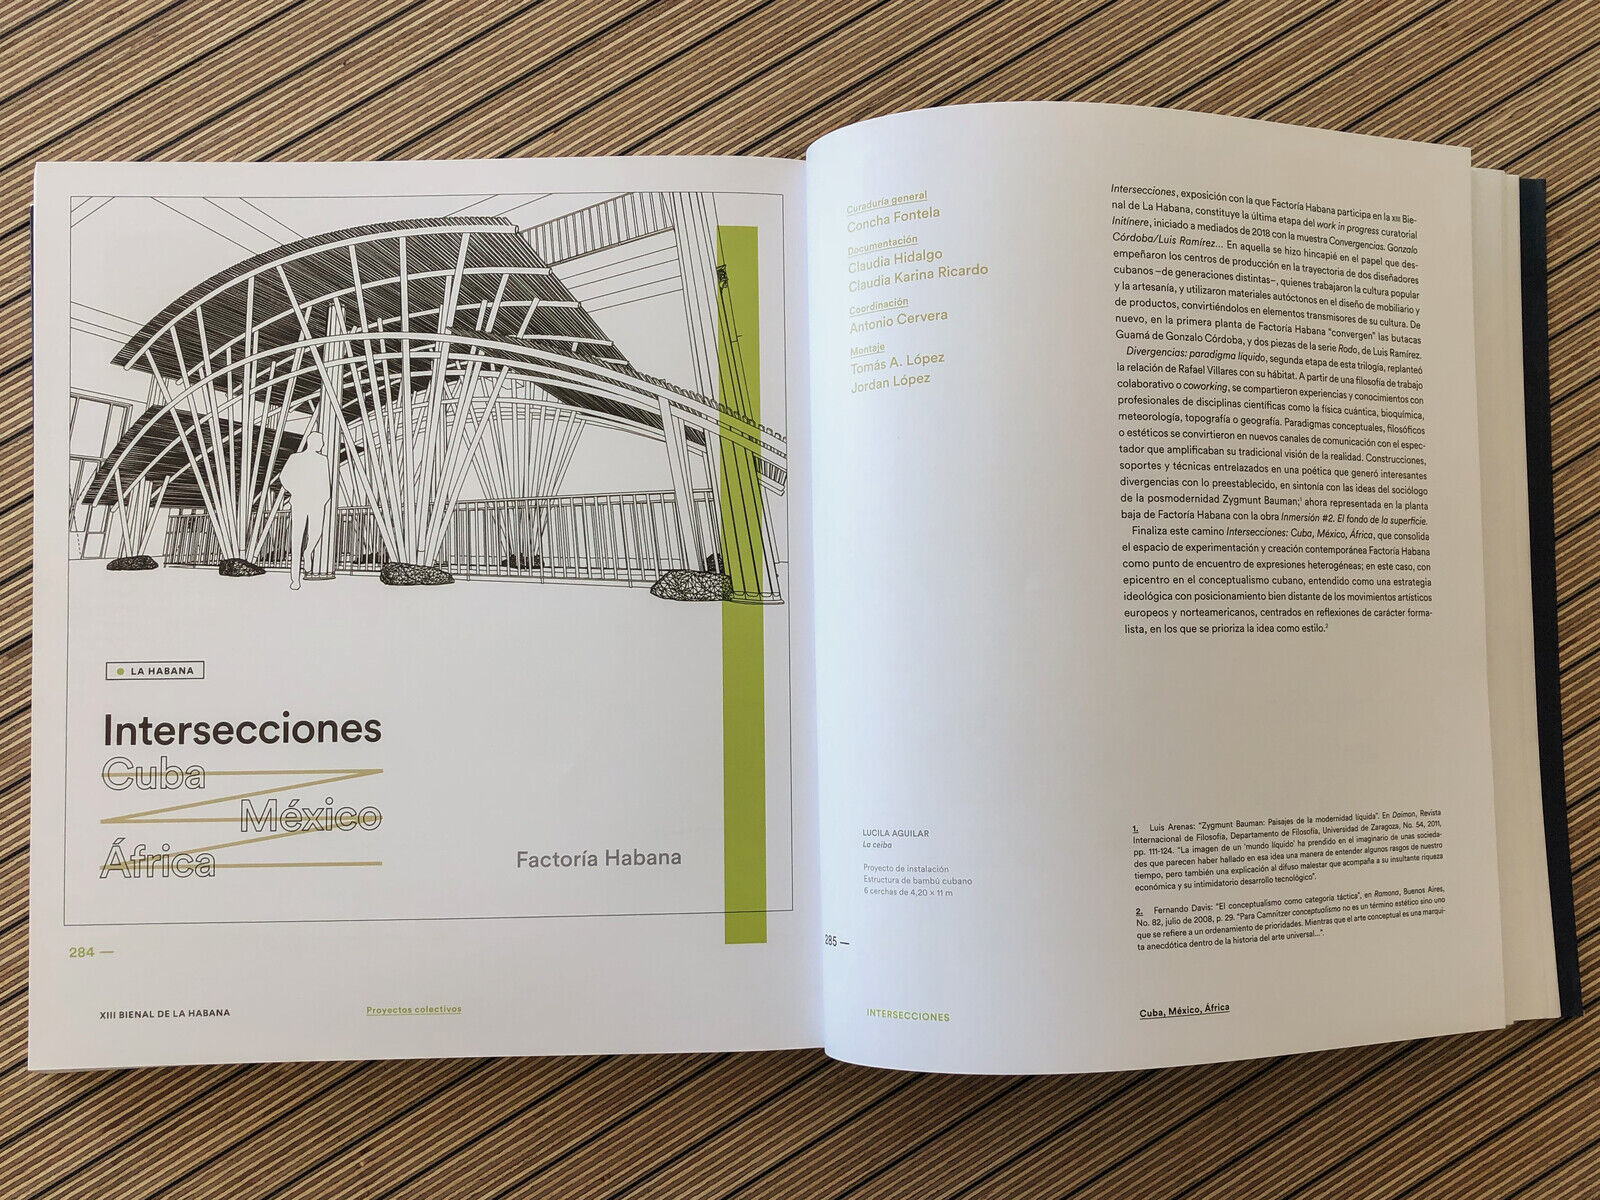 LA HABANA
Intersecciones
Cuba
México
África
Factoría Habana
284 —
XIII BIENAL DE LA HABANA
Proyectos colectivos
Curaduría general
Concha Fontela
Documentación
Claudia Hidalgo
Claudia Karina Ricardo
Coordinación
Antonio Cervera
Montaje
Tomás A. López
Jordan López
Intersecciones, exposición con la que Factoría Habana participa en la XIII Bie-
nal de La Habana, constituye la última etapa del work in progress curatorial
Initínere, iniciado a mediados de 2018 con la muestra Convergencias. Gonzalo
Córdoba/Luis Ramírez... En aquella se hizo hincapié en el papel que des-
empeñaron los centros de producción en la trayectoria de dos diseñadores
cubanos –de generaciones distintas–, quienes trabajaron la cultura popular
y la artesanía, y utilizaron materiales autóctonos en el diseño de mobiliario y
de productos, convirtiéndolos en elementos transmisores de su cultura. De
nuevo, en la primera planta de Factoría Habana "convergen" las butacas
Guamá de Gonzalo Córdoba, y dos piezas de la serie Rodo, de Luis Ramírez.
Divergencias: paradigma líquido, segunda etapa de esta trilogía, replanteó
la relación de Rafael Villares con su hábitat. A partir de una filosofía de trabajo
colaborativo o coworking, se compartieron experiencias y conocimientos con
profesionales de disciplinas científicas como la física cuántica, bioquímica,
meteorología, topografía o geografía. Paradigmas conceptuales, filosóficos
o estéticos se convirtieron en nuevos canales de comunicación con el espec-
tador que amplificaban su tradicional visión de la realidad. Construcciones,
soportes y técnicas entrelazados en una poética que generó interesantes
divergencias con lo preestablecido, en sintonía con las ideas del sociólogo
de la posmodernidad Zygmunt Bauman;¹ ahora representada en la planta
baja de Factoría Habana con la obra Inmersión #2. El fondo de la superficie.
Finaliza este camino Intersecciones: Cuba, México, África, que consolida
el espacio de experimentación y creación contemporánea Factoría Habana
como punto de encuentro de expresiones heterogéneas; en este caso, con
epicentro en el conceptualismo cubano, entendido como una estrategia
ideológica con posicionamiento bien distante de los movimientos artísticos
europeos y norteamericanos, centrados en reflexiones de carácter forma-
lista, en los que se prioriza la idea como estilo.²
LUCILA AGUILAR
La ceiba
Proyecto de instalación
Estructura de bambú cubano
6 cerchas de 4,20 × 11 m
1. Luis Arenas: "Zygmunt Bauman: Paisajes de la modernidad líquida". En Daimon, Revista
Internacional de Filosofía, Departamento de Filosofía, Universidad de Zaragoza, No. 54, 2011,
pp. 111-124. "La imagen de un 'mundo líquido' ha prendido en el imaginario de unas socieda-
des que parecen haber hallado en esa idea una manera de entender algunos rasgos de nuestro
tiempo, pero también una explicación al difuso malestar que acompaña a su insultante riqueza
económica y su intimidatorio desarrollo tecnológico".
2. Fernando Davis: "El conceptualismo como categoría táctica", en Ramona, Buenos Aires,
No. 82, julio de 2008, p. 29. "Para Camnitzer conceptualismo no es un término estético sino uno
que se refiere a un ordenamiento de prioridades. Mientras que el arte conceptual es una marqui-
ta anecdótica dentro de la historia del arte universal...".
285 —
INTERSECCIONES
Cuba, México, África